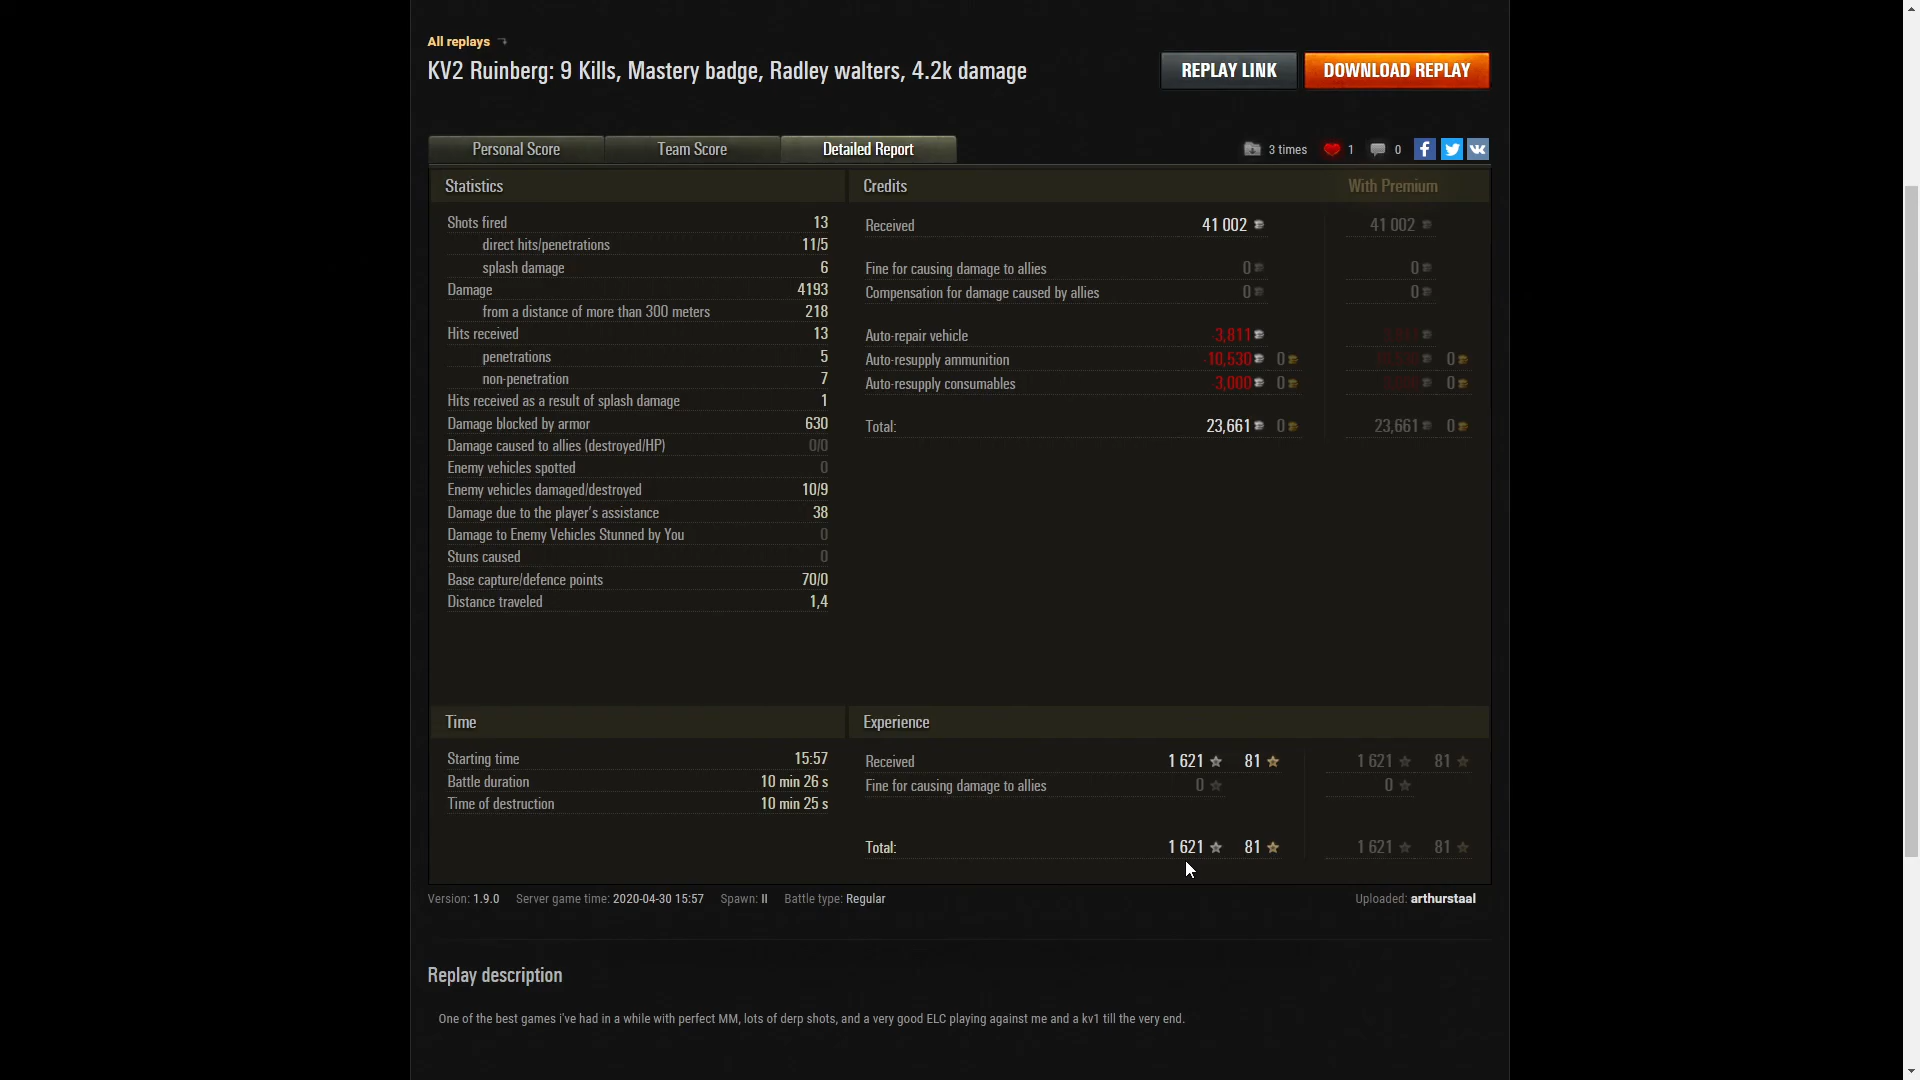 All replays
KV2 Ruinberg: 9 Kills, Mastery badge, Radley walters, 4.2k damage
REPLAY LINK
DOWNLOAD REPLAY
Personal Score
Team Score
Detailed Report
3 times
1
0
Statistics
Shots fired 13
direct hits/penetrations 11/5
splash damage 6
Damage 4193
from a distance of more than 300 meters 218
Hits received 13
penetrations 5
non-penetration 7
Hits received as a result of splash damage 1
Damage blocked by armor 630
Damage caused to allies (destroyed/HP) 0/0
Enemy vehicles spotted 0
Enemy vehicles damaged/destroyed 10/9
Damage due to the player's assistance 38
Damage to Enemy Vehicles Stunned by You 0
Stuns caused 0
Base capture/defence points 70/0
Distance traveled 1,4
Credits With Premium
Received 41 002 41 002
Fine for causing damage to allies 0 0
Compensation for damage caused by allies 0 0
Auto-repair vehicle -3,811
Auto-resupply ammunition -10,530 0 0
Auto-resupply consumables -3,000 0 0
Total: 23,661 0 23,661 0
Time
Starting time 15:57
Battle duration 10 min 26 s
Time of destruction 10 min 25 s
Experience
Received 1 621 81 1 621 81
Fine for causing damage to allies 0 0
Total: 1 621 81 1 621 81
Version: 1.9.0 Server game time: 2020-04-30 15:57 Spawn: II Battle type: Regular Uploaded: arthurstaal
Replay description
One of the best games i've had in a while with perfect MM, lots of derp shots, and a very good ELC playing against me and a kv1 till the very end.